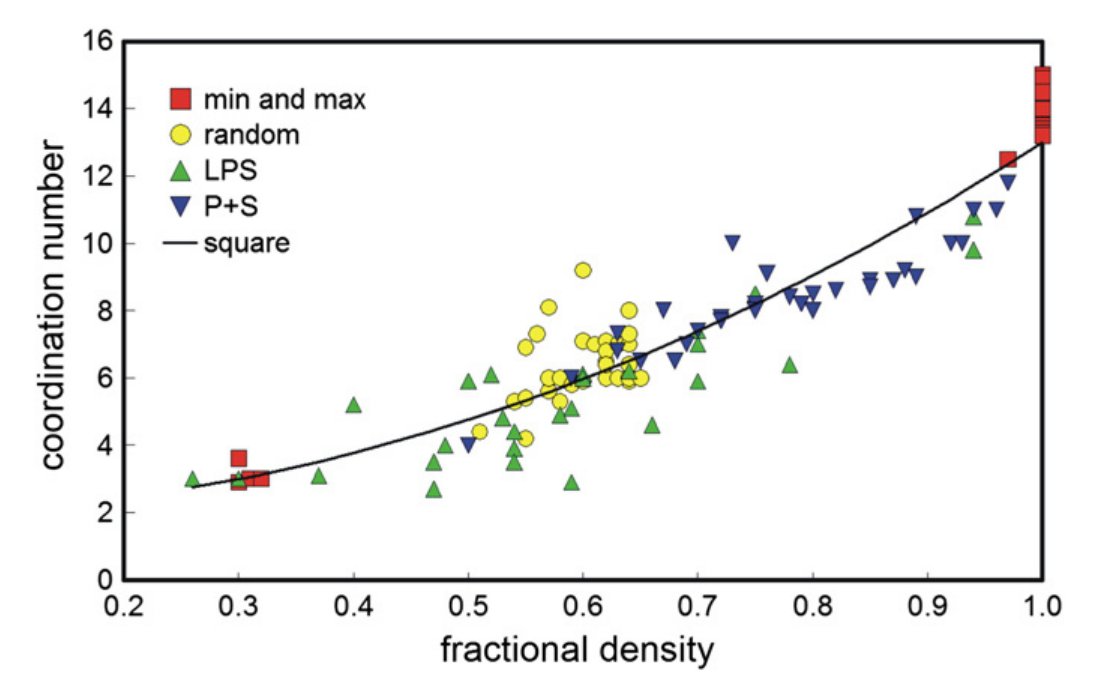 16
14
12
10
8
6
4
2
0
coordination number
min and max
random
LPS
P+S
square
0.2 0.3 0.4 0.5 0.6 0.7 0.8 0.9 1.0
fractional density